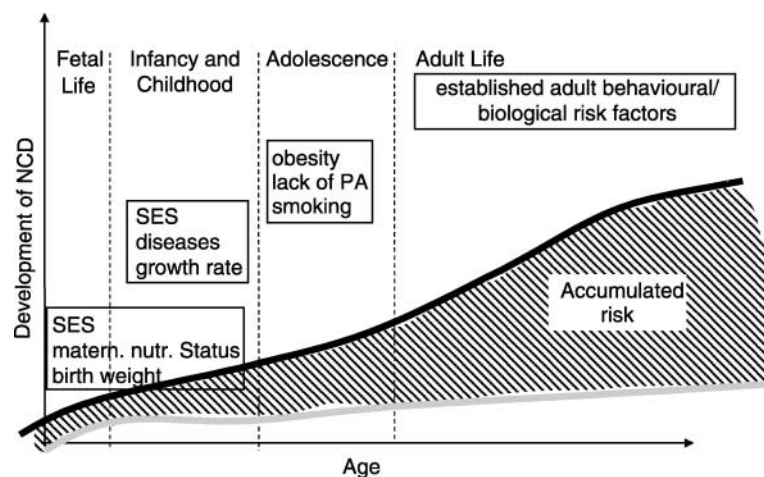 Fetal
Life
Infancy and
Childhood
Adolescence
Adult Life
established adult behavioural/
biological risk factors
obesity
lack of PA
smoking
SES
diseases
growth rate
SES
matern. nutr. Status
birth weight
Accumulated
risk
Development of NCD
Age